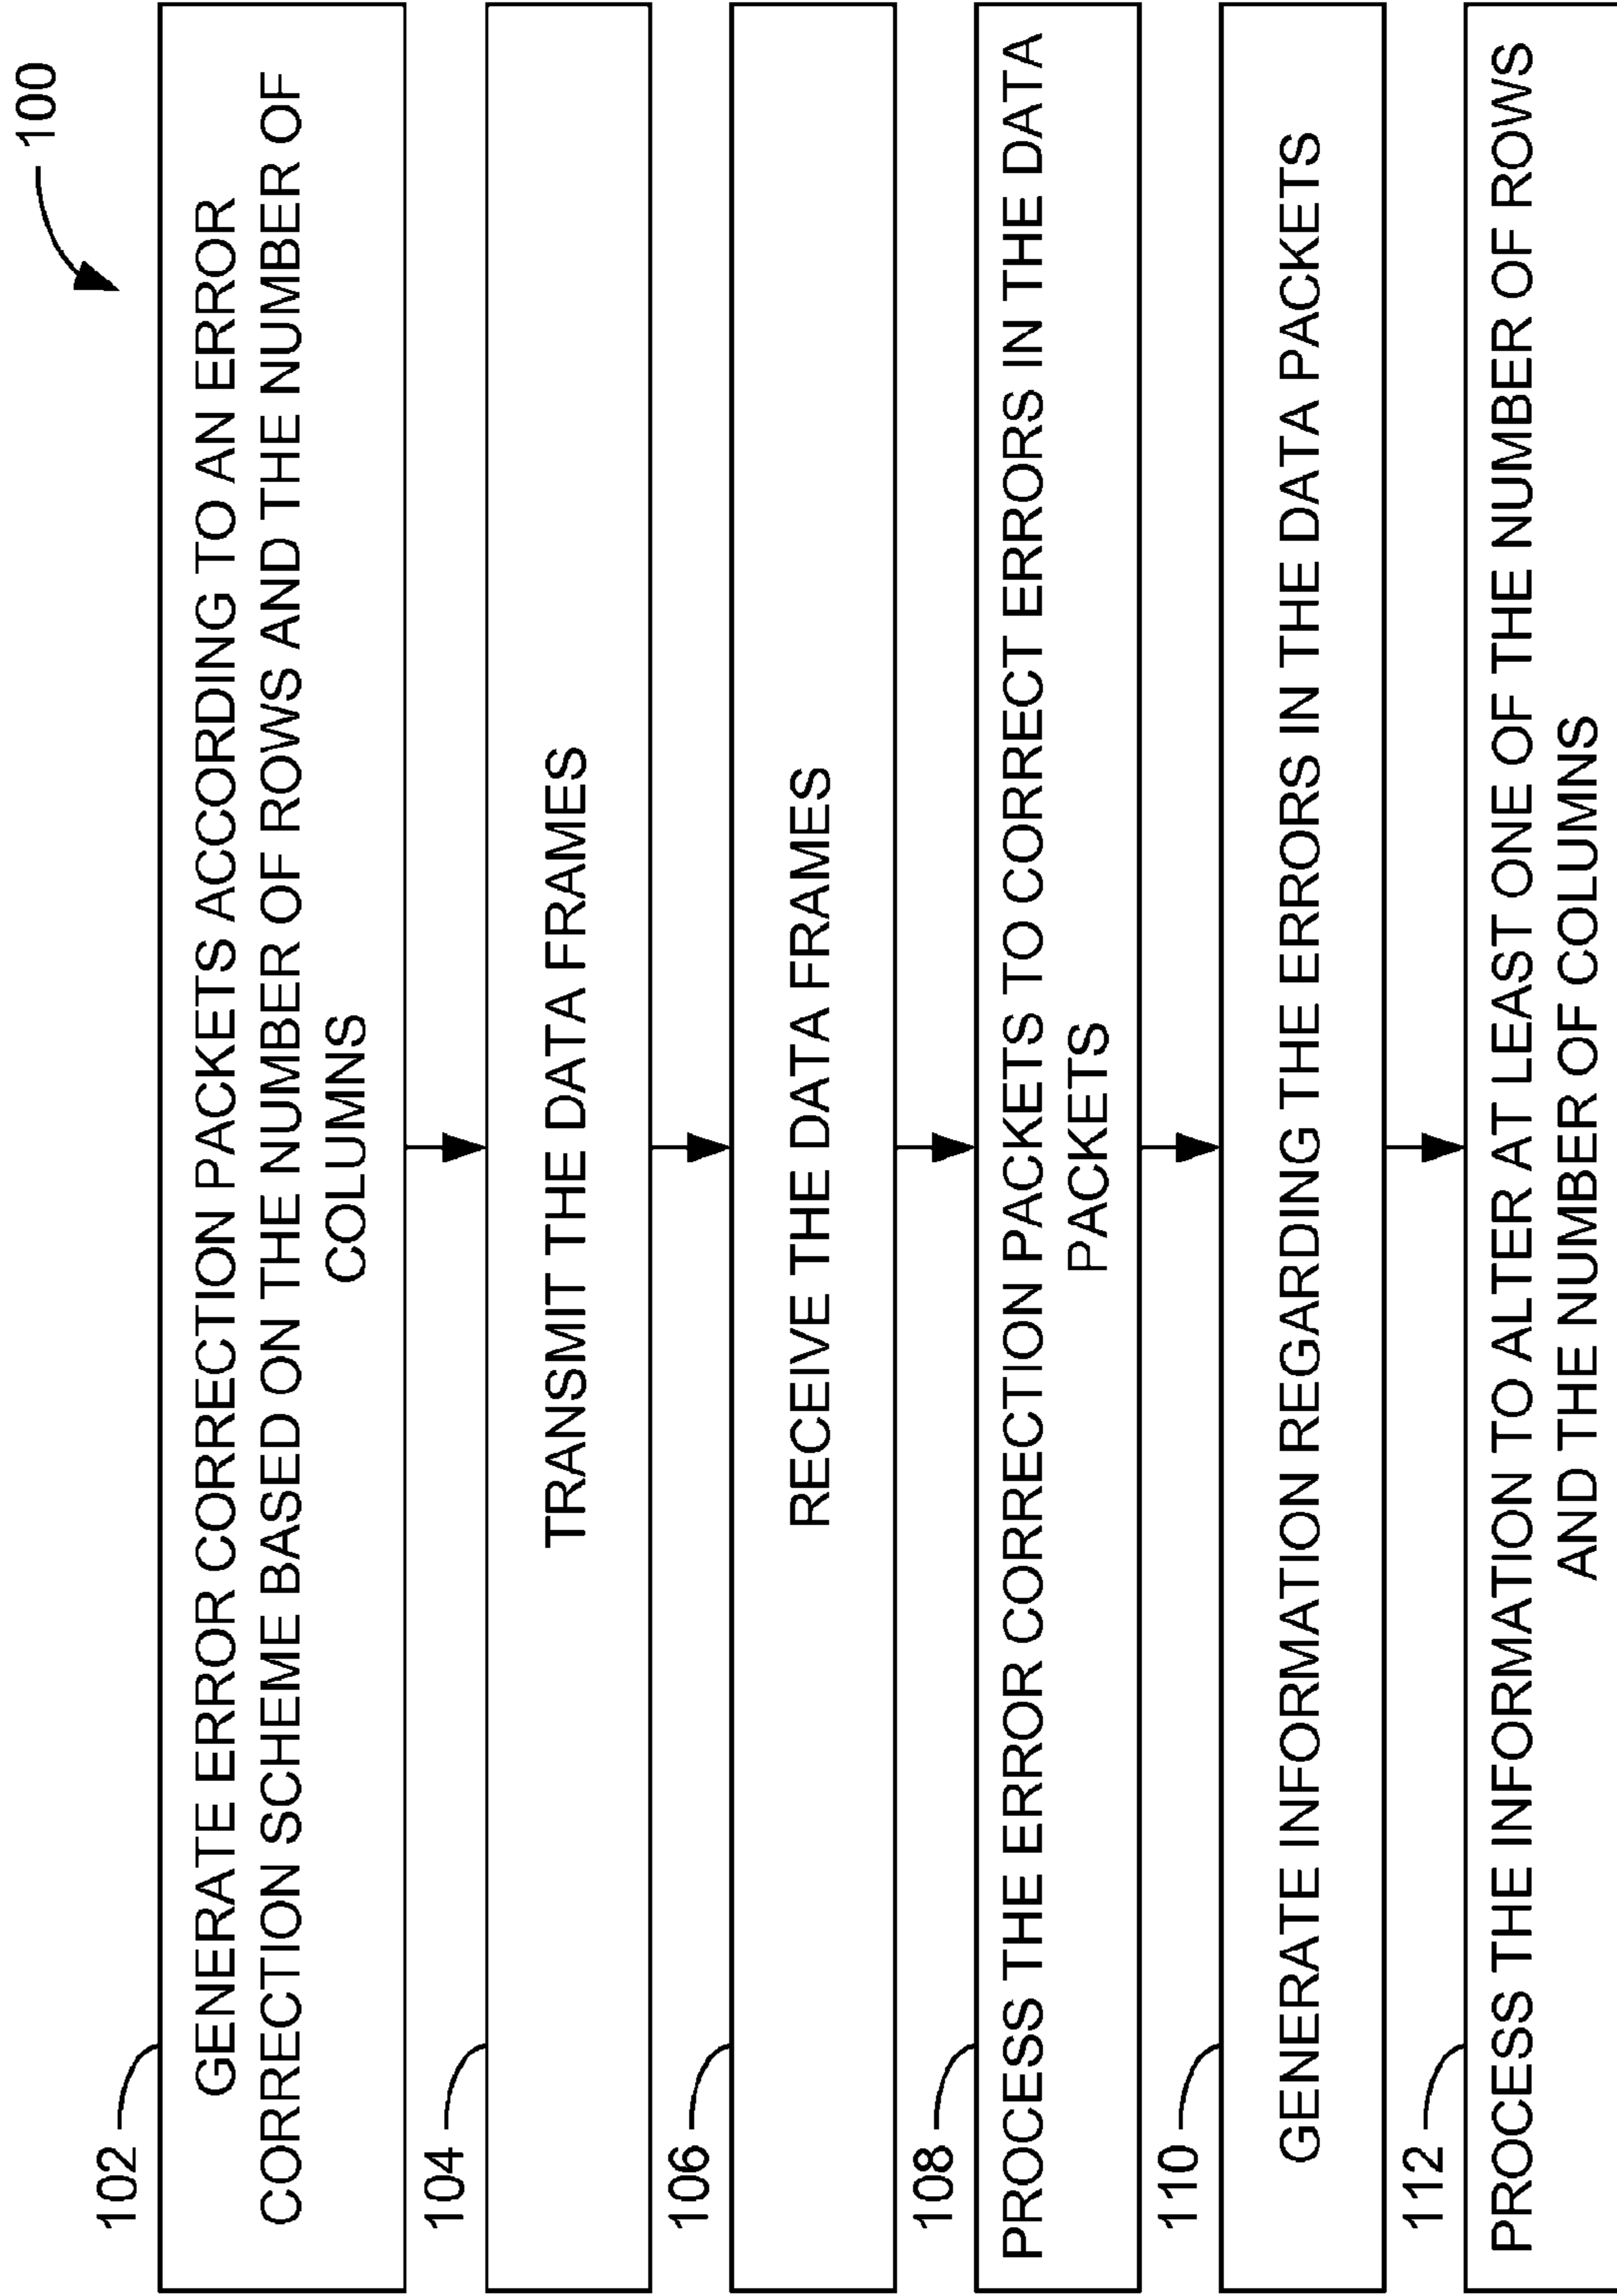 100
102
GENERATE ERROR CORRECTION PACKETS ACCORDING TO AN ERROR
CORRECTION SCHEME BASED ON THE NUMBER OF ROWS AND THE NUMBER OF
COLUMNS
104
TRANSMIT THE DATA FRAMES
106
RECEIVE THE DATA FRAMES
108
PROCESS THE ERROR CORRECTION PACKETS TO CORRECT ERRORS IN THE DATA
PACKETS
110
GENERATE INFORMATION REGARDING THE ERRORS IN THE DATA PACKETS
112
PROCESS THE INFORMATION TO ALTER AT LEAST ONE OF THE NUMBER OF ROWS
AND THE NUMBER OF COLUMNS